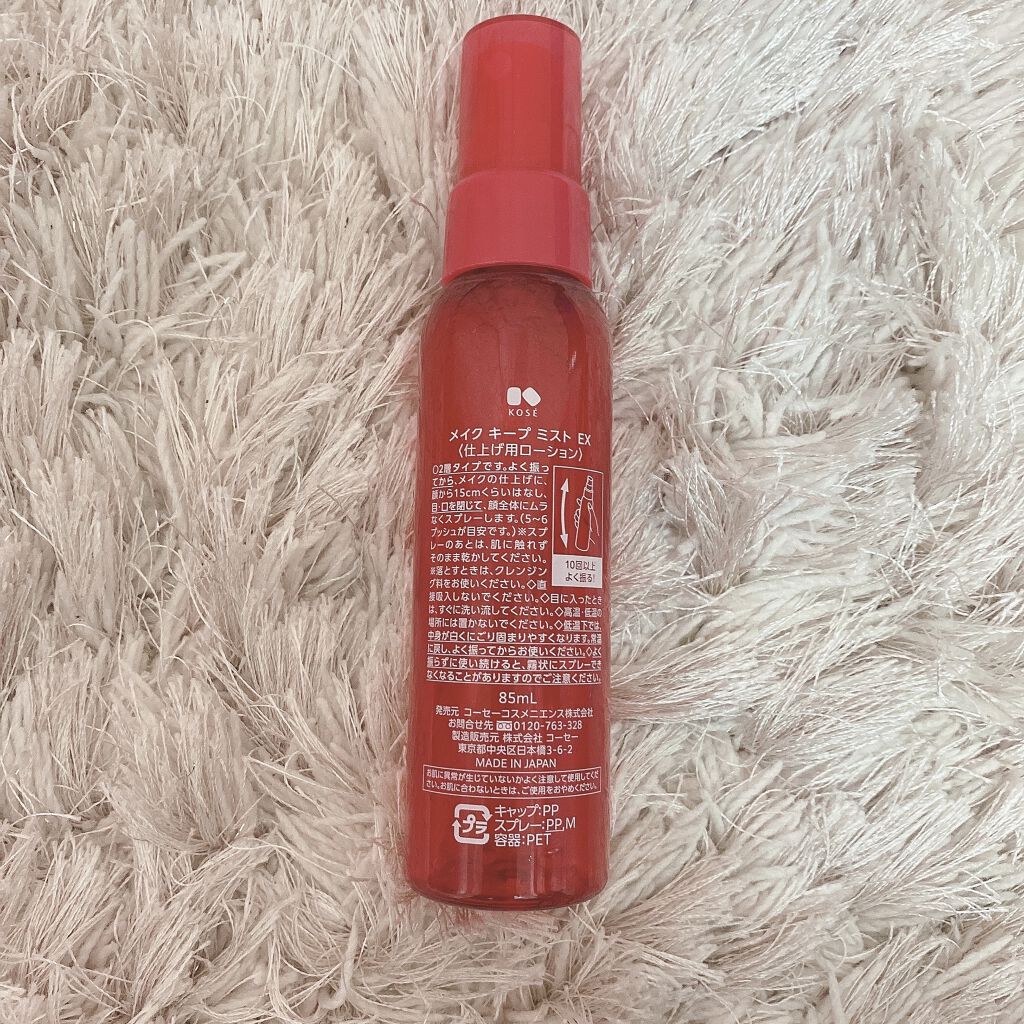 KOSÉ
メイク キープ ミスト EX
〈仕上げ用ローション〉
○2層タイプです。よく振っ
てから、メイクの仕上げに、
顔から15cmくらいはなし、
目・口を閉じて、顔全体にムラ
なくスプレーします。(5～6
プッシュが目安です。)※スプ
レーのあとは、肌に触れず
そのまま乾かしてください。
※落とすときは、クレンジン
グ料をお使いください。◇直
接吸入しないでください。◇目に入ったとき
は、すぐに洗い流してください。◇高温・低温の
場所には置かないでください。◇低温下では、
中身が白くにごり固まりやすくなります。常温
に戻し、よく振ってからお使いください。◇よく
振らずに使い続けると、霧状にスプレーでき
なくなることがありますのでご注意ください。
10回以上
よく振る!
85mL
発売元 コーセーコスメニエンス株式会社
お問合せ先 0120-763-328
製造販売元 株式会社 コーセー
東京都中央区日本橋3-6-2
MADE IN JAPAN
お肌に異常が生じていないかよく注意して使用してくだ
さい。お肌に合わないときは、ご使用をおやめください。
プラ
キャップ:PP
スプレー:PP,M
容器:PET